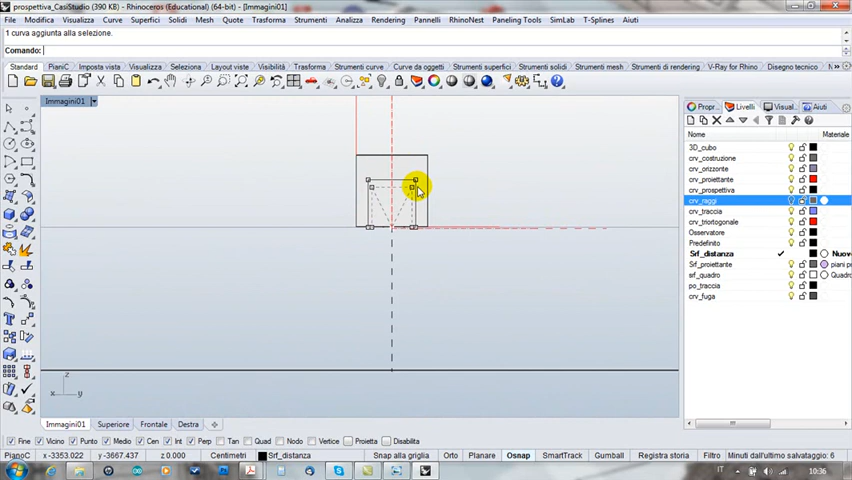 prospettiva_CasiStudio (390 KB) - Rhinoceros (Educational) (64-bit) - [Immagini01]
File Modifica Visualizza Curve Superfici Solidi Mesh Quote Trasforma Strumenti Analizza Rendering Pannelli RhinoNest Paneling Tools SimLab T-Splines Aiuti
1 curva aggiunta alla selezione.
Comando:
Standard PianiC Imposta vista Visualizza Selezione Layout viste Visibilità Trasforma Strumenti curve Strumenti superfici Strumenti solidi Strumenti mesh Strumenti di rendering V-Ray for Rhino Disegno tecnico
Immagini01
Propr... Livelli Visual... Aiuti
Nome Materiale
3D_cubo
crv_costruzione
crv_orizzonte
crv_proiettante
crv_prospettiva
crv_raggi
crv_traccia
crv_triortogonale
Osservatore
Predefinito
Srf_distanza Nuovo
Srf_proiettante piani p
srf_quadro Quadro
po_traccia
crv_fuga
z
x y
Immagini01 Superiore Frontale Destra
Fine Vicino Punto Medio Cen Int Perp Tan Quad Nodo Vertice Proietta Disabilita
PianoC x -3353.022 y -3667.437 z 0.000 Centimetri Srf_distanza Snap alla griglia Orto Planare Osnap SmartTrack Gumball Registra storia Filtro Minuti dall'ultimo salvataggio: 6
IT 10:36